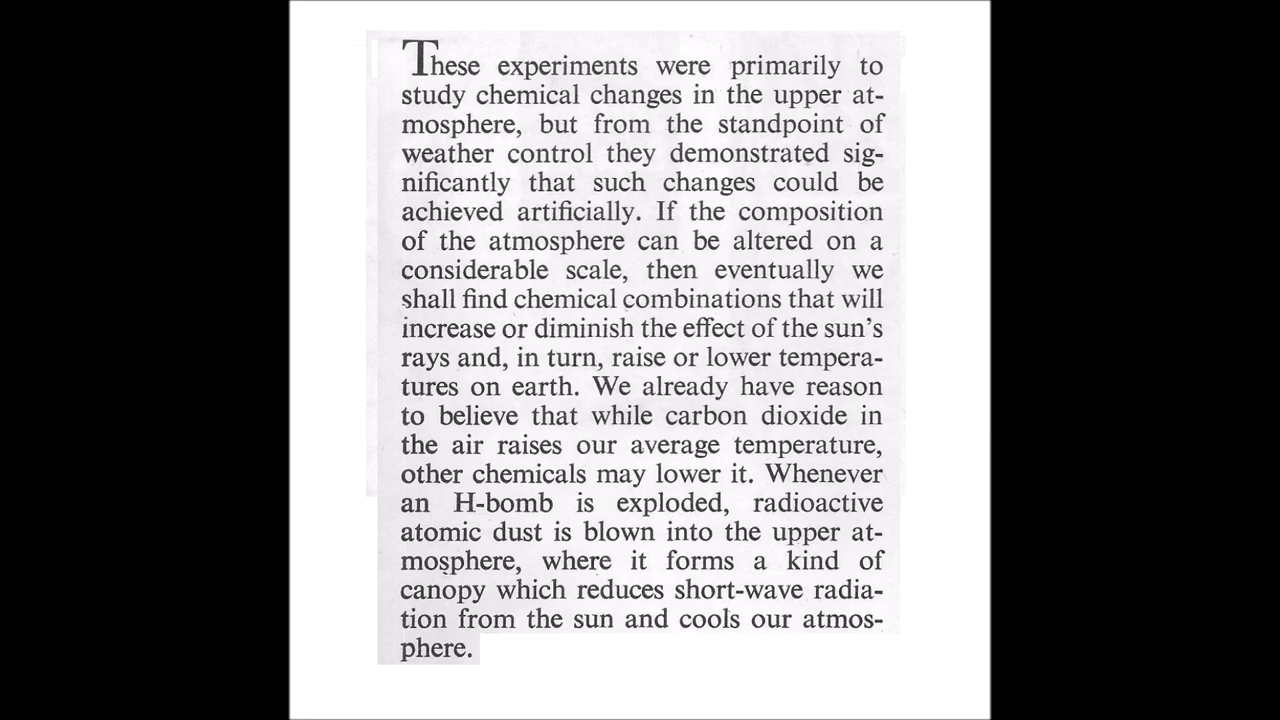 These experiments were primarily to
study chemical changes in the upper at-
mosphere, but from the standpoint of
weather control they demonstrated sig-
nificantly that such changes could be
achieved artificially. If the composition
of the atmosphere can be altered on a
considerable scale, then eventually we
shall find chemical combinations that will
increase or diminish the effect of the sun's
rays and, in turn, raise or lower tempera-
tures on earth. We already have reason
to believe that while carbon dioxide in
the air raises our average temperature,
other chemicals may lower it. Whenever
an H-bomb is exploded, radioactive
atomic dust is blown into the upper at-
mosphere, where it forms a kind of
canopy which reduces short-wave radia-
tion from the sun and cools our atmos-
phere.